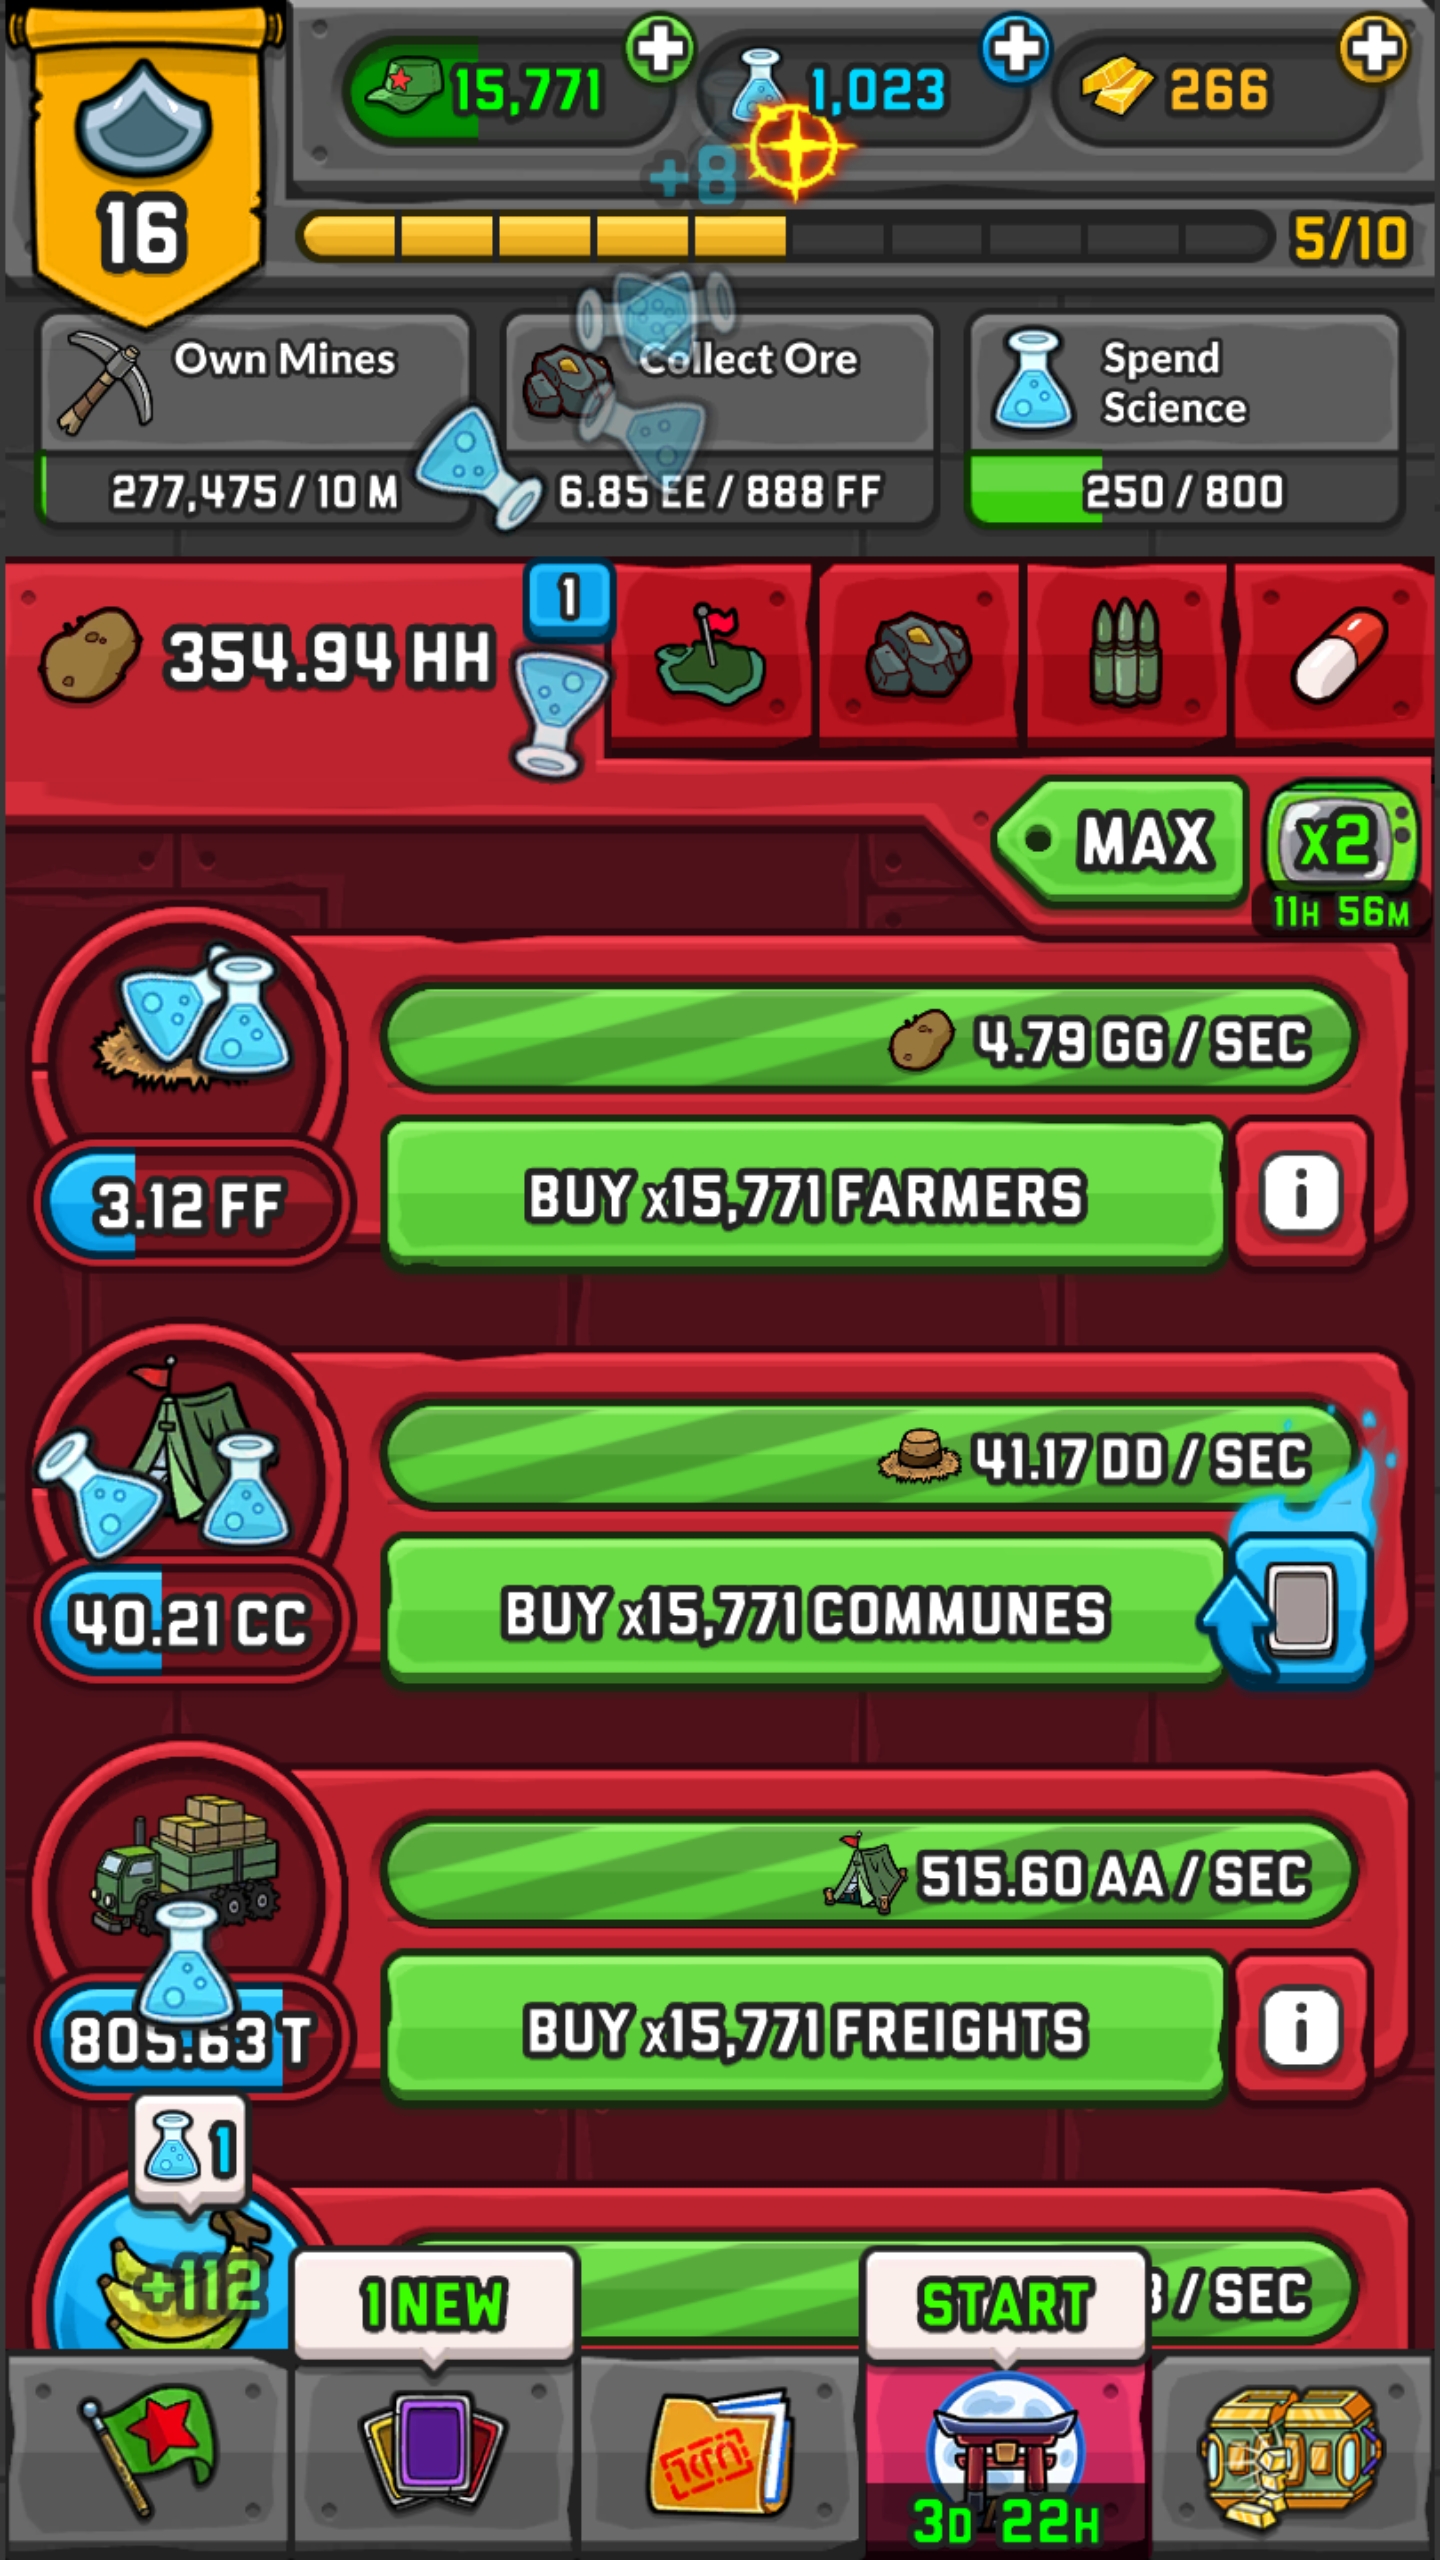 15,771
1,023
266
+8
16
5/10
Own Mines
277,475 / 10 M
Collect Ore
6.85 EE / 888 FF
Spend
Science
250 / 800
354.94 HH
1
MAX
x2
11H 56M
4.79 GG / SEC
3.12 FF
BUY x15,771 FARMERS
41.17 DD / SEC
40.21 CC
BUY x15,771 COMMUNES
515.60 AA / SEC
805.63 T
BUY x15,771 FREIGHTS
1
+112
/ SEC
1 NEW
START
3D 22H